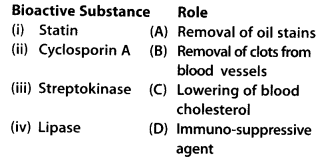 Bioactive Substance Role
(i) Statin (A) Removal of oil stains
(ii) Cyclosporin A (B) Removal of clots from
blood vessels
(iii) Streptokinase (C) Lowering of blood
cholesterol
(iv) Lipase (D) Immuno-suppressive
agent